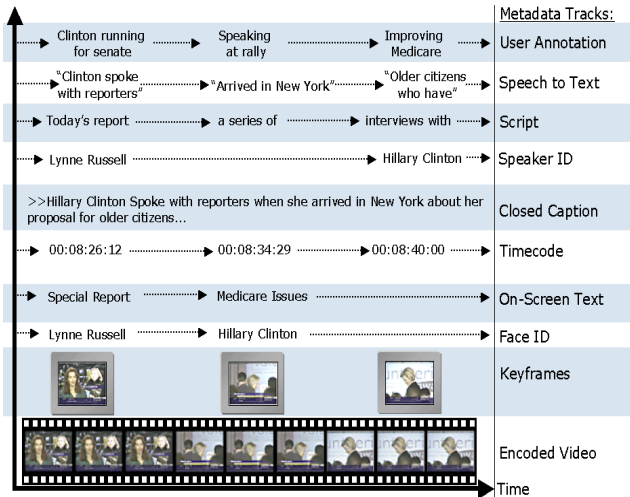 Metadata Tracks:
Clinton running
for senate
Speaking
at rally
Improving
Medicare
User Annotation
“Clinton spoke
with reporters”
“Arrived in New York”
“Older citizens
who have”
Speech to Text
Today's report
a series of
interviews with
Script
Lynne Russell
Hillary Clinton
Speaker ID
>>Hillary Clinton Spoke with reporters when she arrived in New York about her
proposal for older citizens...
Closed Caption
00:08:26:12
00:08:34:29
00:08:40:00
Timecode
Special Report
Medicare Issues
On-Screen Text
Lynne Russell
Hillary Clinton
Face ID
Keyframes
Encoded Video
Time